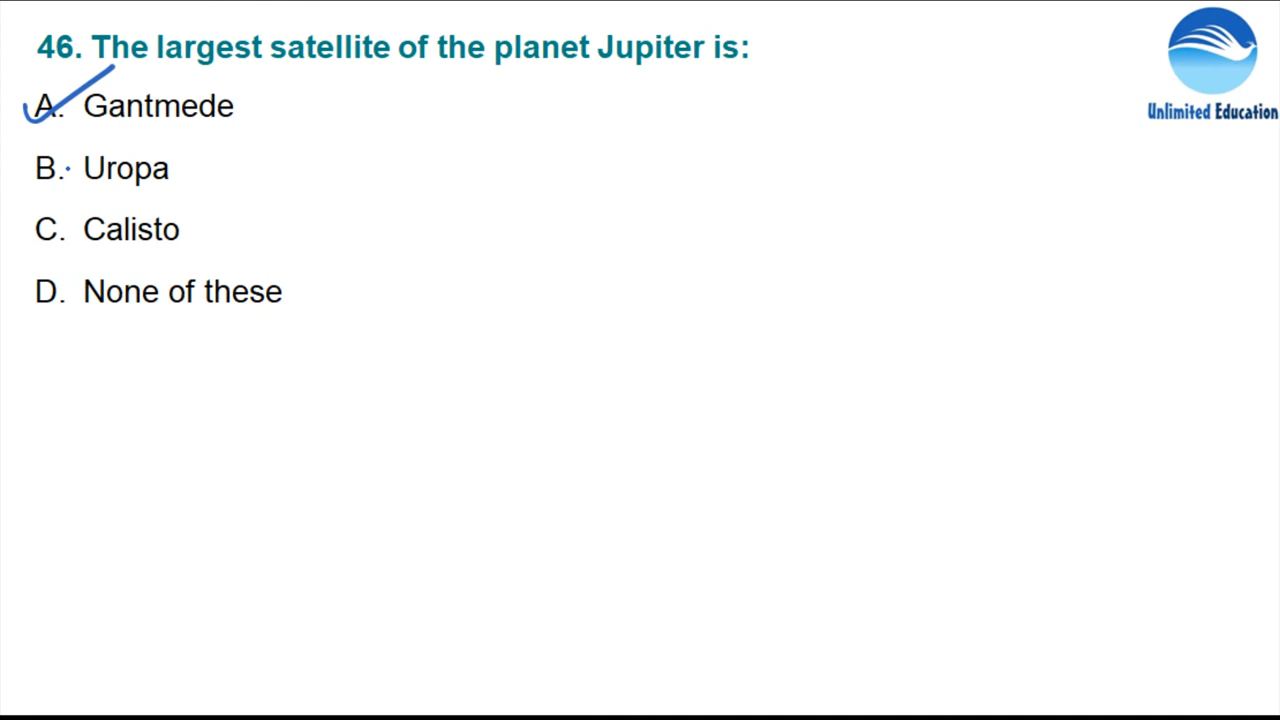 46. The largest satellite of the planet Jupiter is:
A. Gantmede
B. Uropa
C. Calisto
D. None of these
Unlimited Education